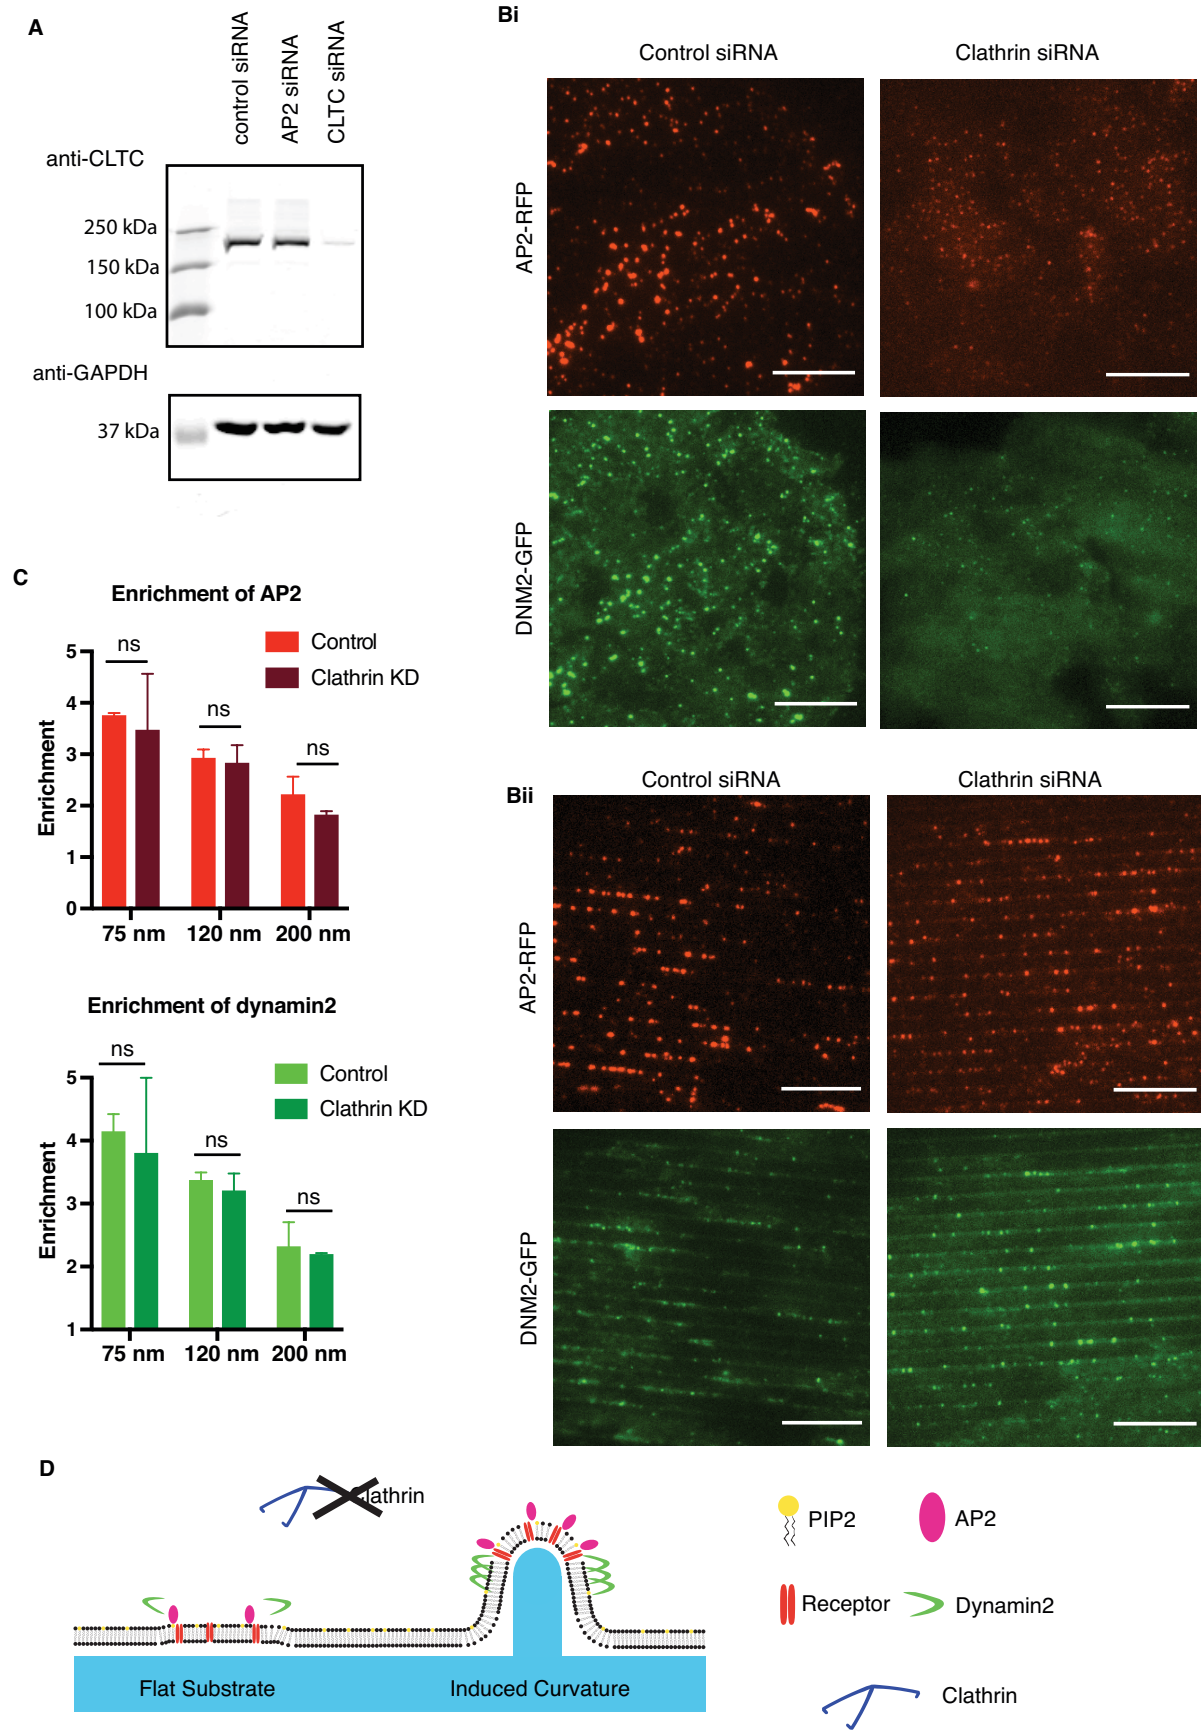 A
control siRNA
AP2 siRNA
CLTC siRNA
anti-CLTC
250 kDa
150 kDa
100 kDa
anti-GAPDH
37 kDa
Bi
Control siRNA
Clathrin siRNA
AP2-RFP
DNM2-GFP
Bii
Control siRNA
Clathrin siRNA
AP2-RFP
DNM2-GFP
C
Enrichment of AP2
Control
Clathrin KD
ns
ns
ns
Enrichment
5
4
3
2
1
0
75 nm
120 nm
200 nm
Enrichment of dynamin2
Control
Clathrin KD
ns
ns
ns
Enrichment
5
4
3
2
1
75 nm
120 nm
200 nm
D
Clathrin
Flat Substrate
Induced Curvature
PIP2
AP2
Receptor
Dynamin2
Clathrin